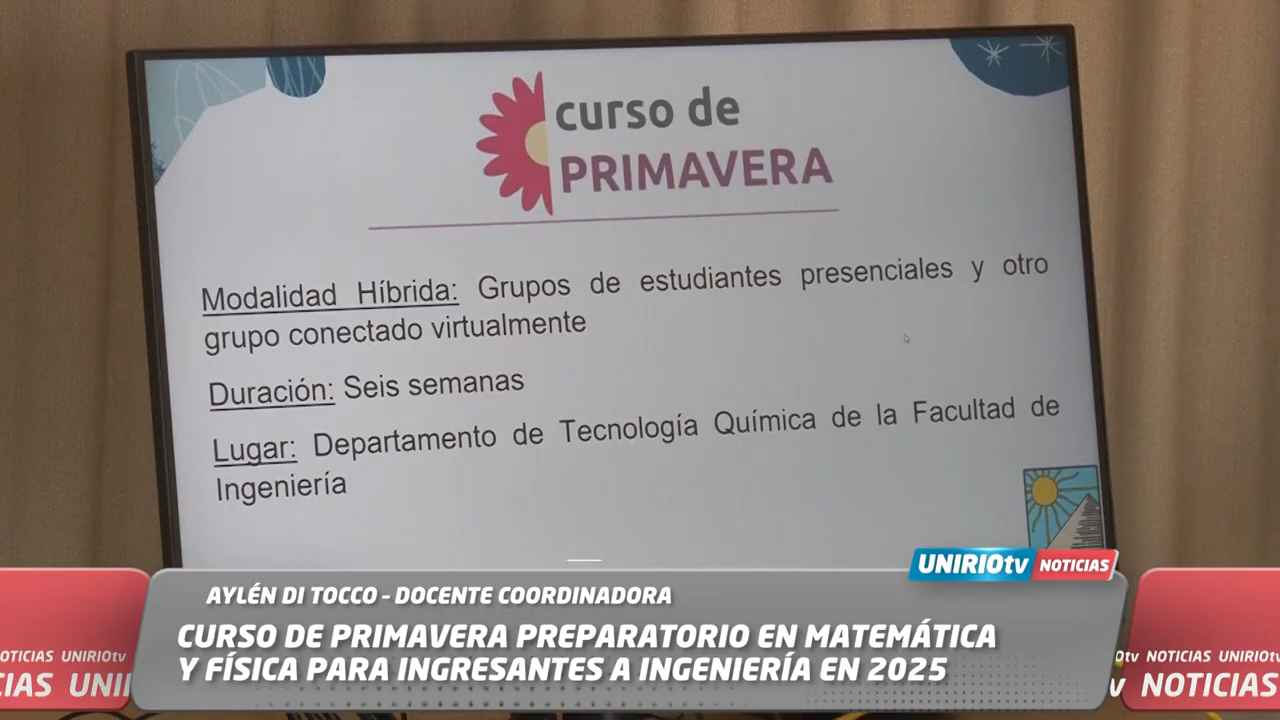 curso de
PRIMAVERA
Modalidad Híbrida: Grupos de estudiantes presenciales y otro
grupo conectado virtualmente
Duración: Seis semanas
Lugar: Departamento de Tecnología Química de la Facultad de
Ingeniería
UNIRIOtv NOTICIAS
AYLÉN DI TOCCO - DOCENTE COORDINADORA
CURSO DE PRIMAVERA PREPARATORIO EN MATEMÁTICA
Y FÍSICA PARA INGRESANTES A INGENIERÍA EN 2025
OTICIAS UNIRIOtv
CIAS UNI
Otv NOTICIAS UNIRIOtv
v NOTICIAS